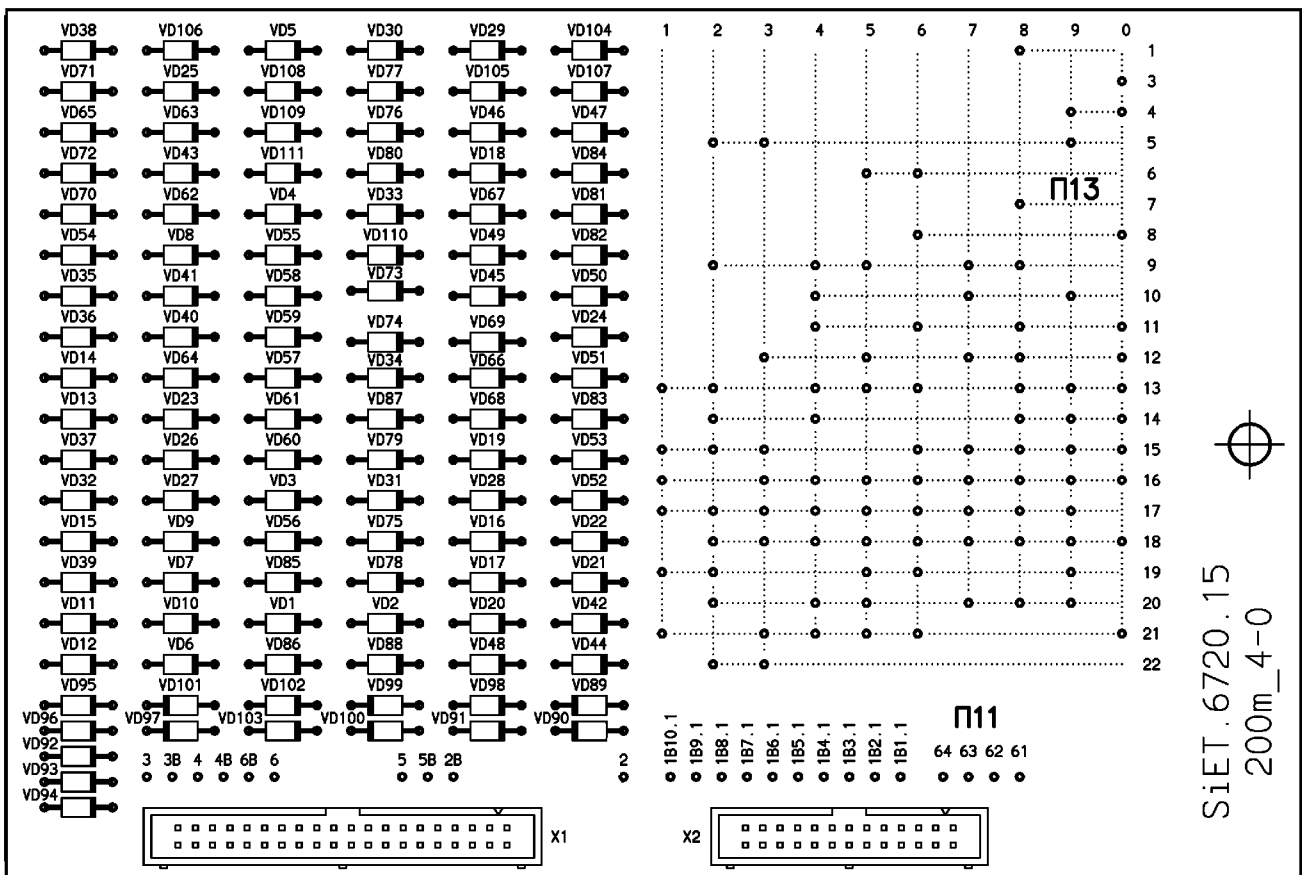 VD38 VD106 VD5 VD30 VD29 VD104 1 2 3 4 5 6 7 8 9 0
1
VD71 VD25 VD108 VD77 VD105 VD107
3
VD65 VD63 VD109 VD76 VD46 VD47
4
VD72 VD43 VD111 VD80 VD18 VD84
5
6
VD70 VD62 VD4 VD33 VD67 VD81
П13
7
VD54 VD8 VD55 VD110 VD49 VD82
8
9
VD35 VD41 VD58 VD73 VD45 VD50
10
VD36 VD40 VD59 VD74 VD69 VD24
11
12
VD14 VD64 VD57 VD34 VD66 VD51
13
VD13 VD23 VD61 VD87 VD68 VD83
14
VD37 VD26 VD60 VD79 VD19 VD53
15
VD32 VD27 VD3 VD31 VD28 VD52
16
17
VD15 VD9 VD56 VD75 VD16 VD22
18
VD39 VD7 VD85 VD78 VD17 VD21
19
VD11 VD10 VD1 VD2 VD20 VD42
20
21
VD12 VD6 VD86 VD88 VD48 VD44
22
VD95 VD101 VD102 VD99 VD98 VD89
VD96 VD97 VD103 VD100 VD91 VD90
П11
VD92
3 3B 4 4B 6B 6 5 5B 2B 2
1B10.1 1B9.1 1B8.1 1B7.1 1B6.1 1B5.1 1B4.1 1B3.1 1B2.1 1B1.1 64 63 62 61
VD93
VD94
X1 X2
SiET.6720.15
200m_4-0